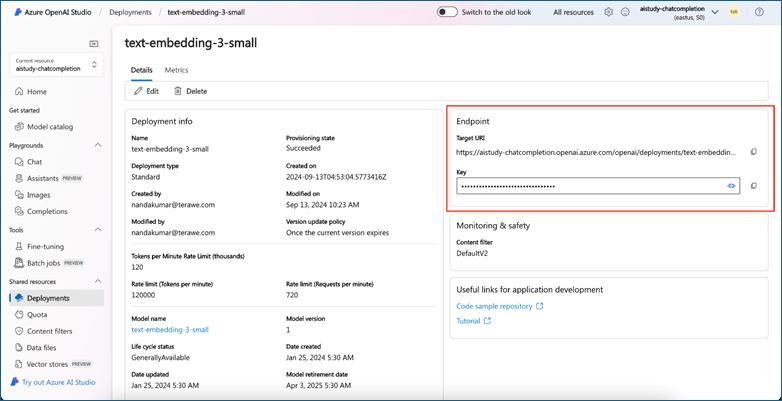 Azure OpenAI Studio / Deployments / text-embedding-3-small
Switch to the old look
All resources
aistudy-chatcompletion
(eastus, S0)
NR
Current resource
aistudy-chatcompletion
Home
Get started
Model catalog
Playgrounds
Chat
Assistants PREVIEW
Images
Completions
Tools
Fine-tuning
Batch jobs PREVIEW
Shared resources
Deployments
Quota
Content filters
Data files
Vector stores PREVIEW
Try out Azure AI Studio
text-embedding-3-small
Details
Metrics
Edit
Delete
Deployment info
Name
text-embedding-3-small
Provisioning state
Succeeded
Deployment type
Standard
Created on
2024-09-13T04:53:04.5773416Z
Created by
nandakumar@terawe.com
Modified on
Sep 13, 2024 10:23 AM
Modified by
nandakumar@terawe.com
Version update policy
Once the current version expires
Tokens per Minute Rate Limit (thousands)
120
Rate limit (Tokens per minute)
120000
Rate limit (Requests per minute)
720
Model name
text-embedding-3-small
Model version
1
Life cycle status
GenerallyAvailable
Date created
Jan 25, 2024 5:30 AM
Date updated
Jan 25, 2024 5:30 AM
Model retirement date
Apr 3, 2025 5:30 AM
Endpoint
Target URI
https://aistudy-chatcompletion.openai.azure.com/openai/deployments/text-embeddin...
Key
Monitoring & safety
Content filter
DefaultV2
Useful links for application development
Code sample repository
Tutorial